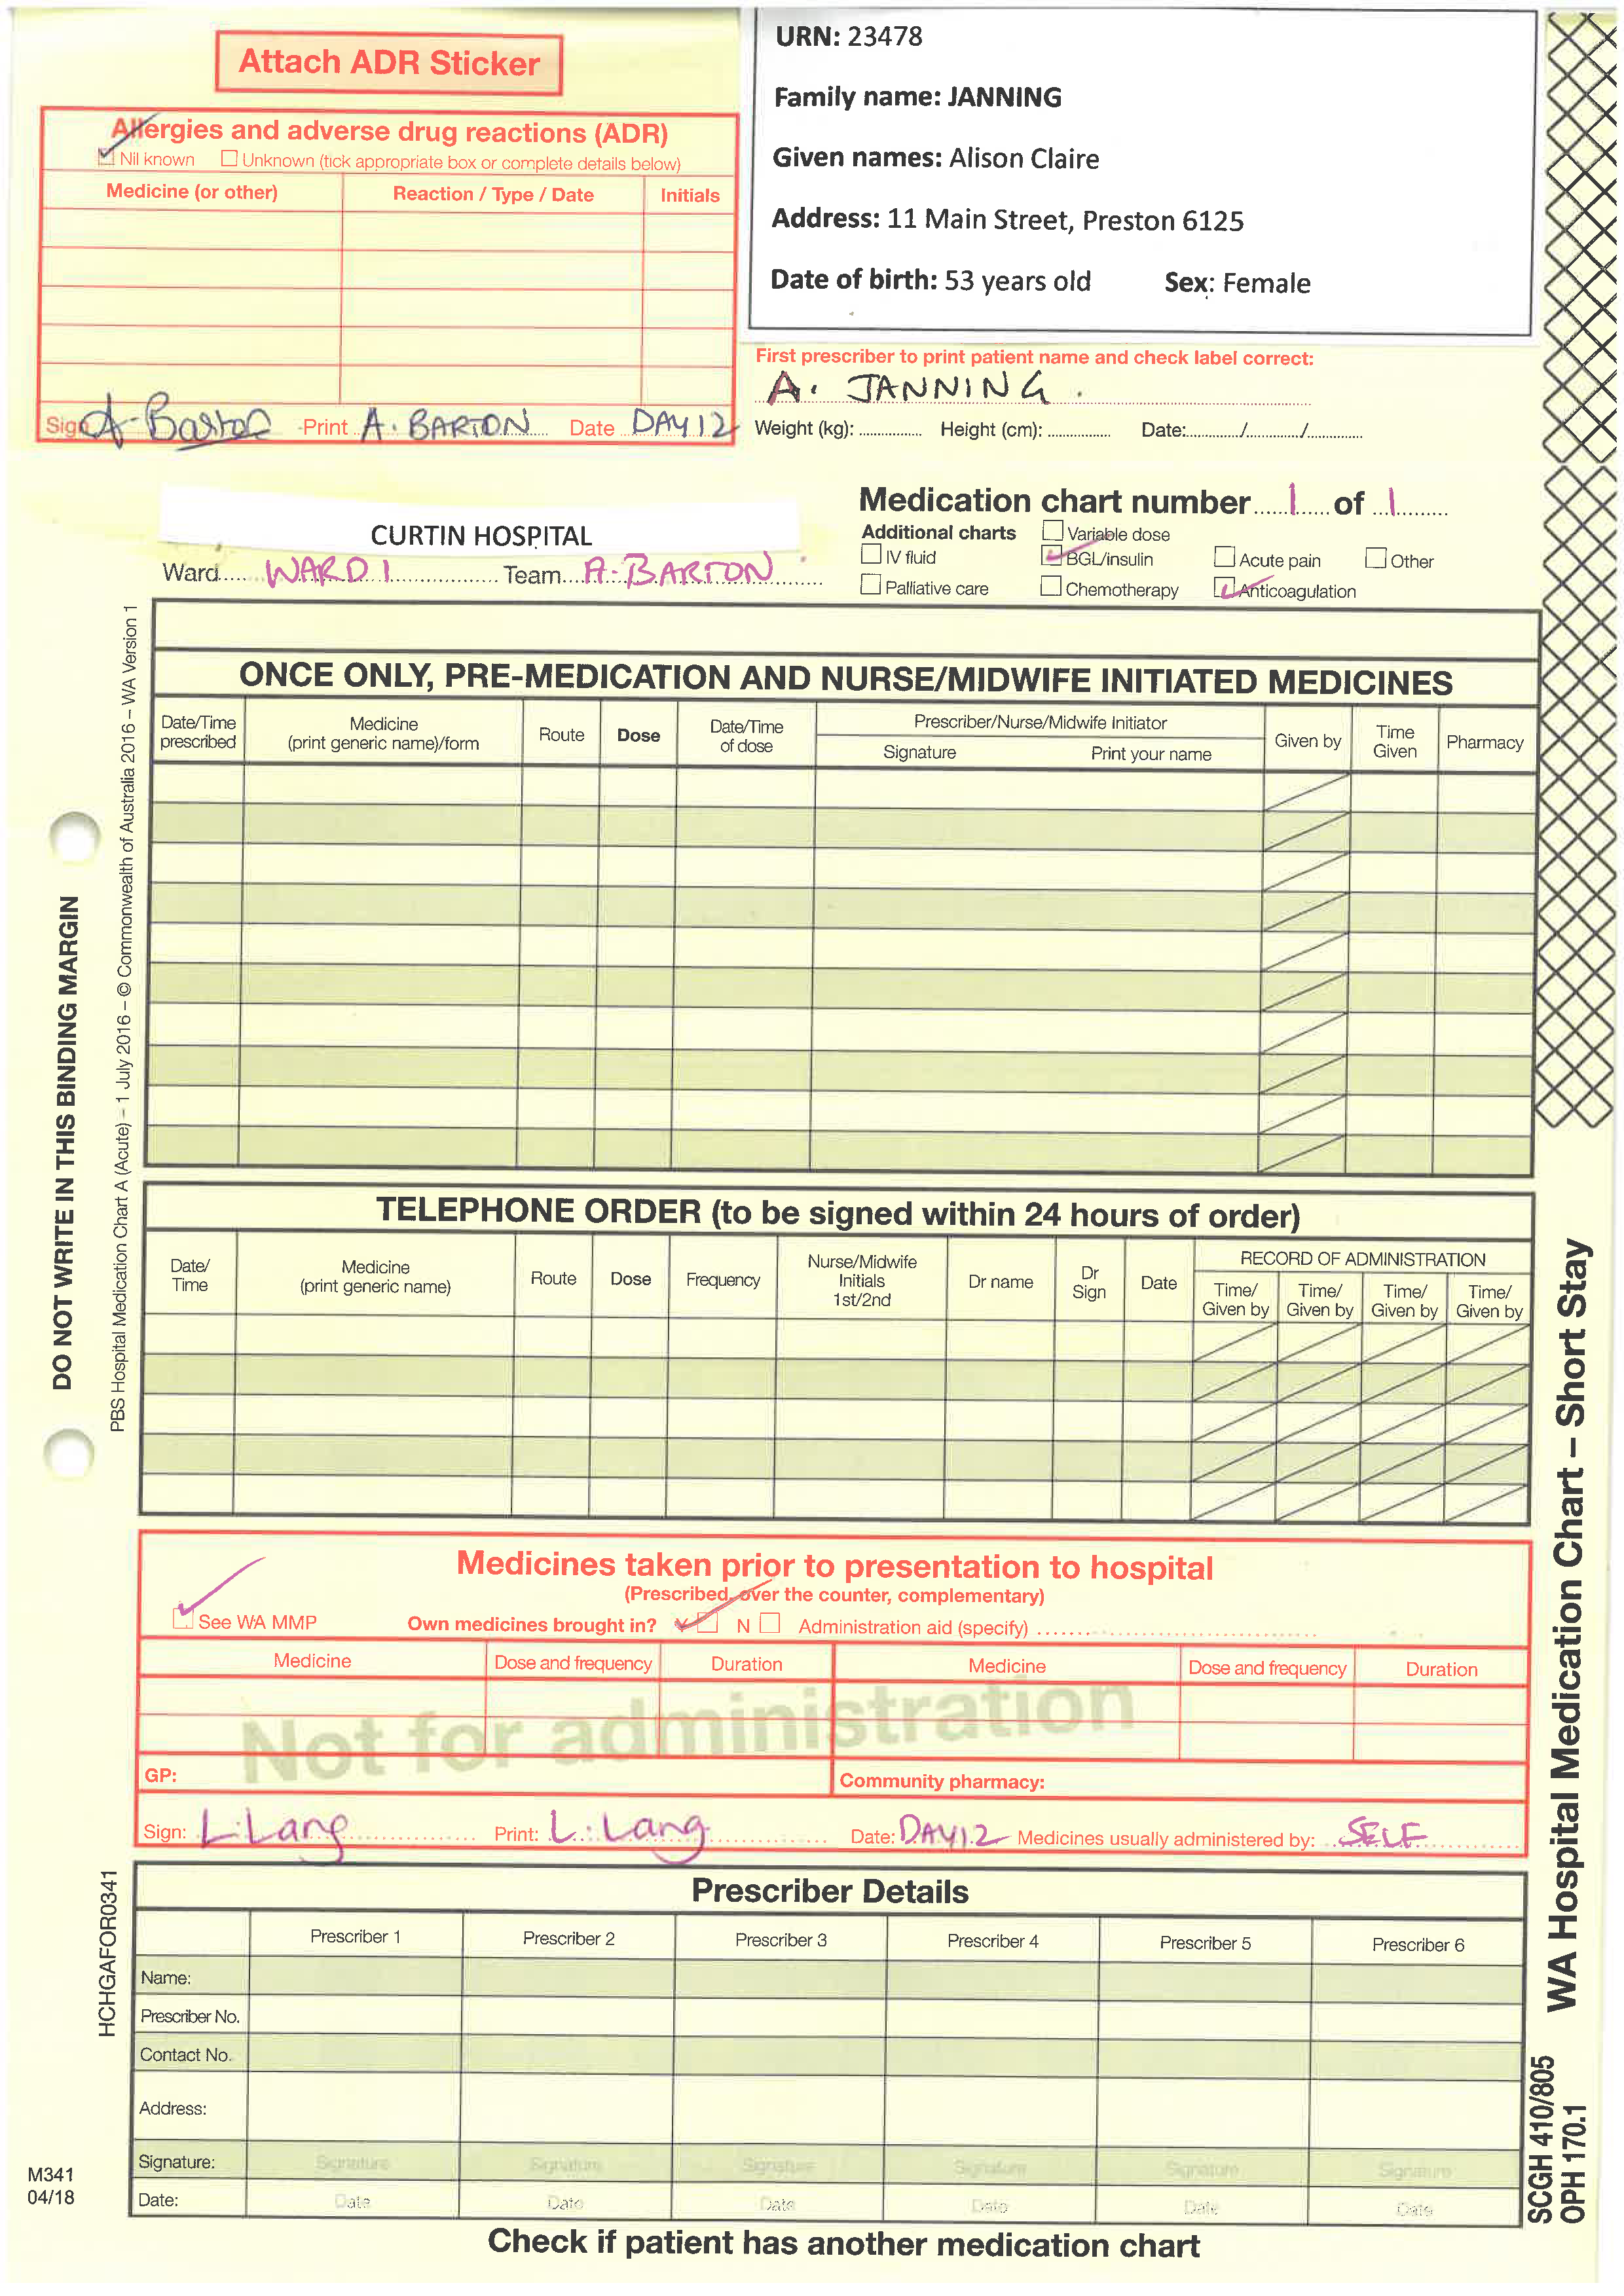 Attach ADR Sticker
Allergies and adverse drug reactions (ADR)
Nil known Unknown (tick appropriate box or complete details below)
Medicine (or other) Reaction / Type / Date Initials
Sign A-Barton Print A. BARTON Date DAY 12
URN: 23478
Family name: JANNING
Given names: Alison Claire
Address: 11 Main Street, Preston 6125
Date of birth: 53 years old Sex: Female
First prescriber to print patient name and check label correct:
A. JANNING.
Weight (kg): Height (cm): Date: / /
CURTIN HOSPITAL
Ward WARD 1 Team A. BARTON
Medication chart number 1 of 1
Additional charts Variable dose
IV fluid BGL/insulin Acute pain Other
Palliative care Chemotherapy Anticoagulation
ONCE ONLY, PRE-MEDICATION AND NURSE/MIDWIFE INITIATED MEDICINES
Date/Time prescribed Medicine (print generic name)/form Route Dose Date/Time of dose Prescriber/Nurse/Midwife Initiator Signature Print your name Given by Time Given Pharmacy
TELEPHONE ORDER (to be signed within 24 hours of order)
Date/ Time Medicine (print generic name) Route Dose Frequency Nurse/Midwife Initials 1st/2nd Dr name Dr Sign Date RECORD OF ADMINISTRATION
Time/ Given by Time/ Given by Time/ Given by Time/ Given by
Medicines taken prior to presentation to hospital
(Prescribed, over the counter, complementary)
See WA MMP Own medicines brought in? Y N Administration aid (specify)
Medicine Dose and frequency Duration Medicine Dose and frequency Duration
Not for administration
GP: Community pharmacy:
Sign: L. Lang Print: L. Lang Date: DAY 12 Medicines usually administered by: SELF
Prescriber Details
Prescriber 1 Prescriber 2 Prescriber 3 Prescriber 4 Prescriber 5 Prescriber 6
Name:
Prescriber No.
Contact No.
Address:
Signature: Signature Signature Signature Signature Signature Signature
Date: Date Date Date Date Date Date
Check if patient has another medication chart
DO NOT WRITE IN THIS BINDING MARGIN
PBS Hospital Medication Chart A (Acute) – 1 July 2016 – © Commonwealth of Australia 2016 – WA Version 1
HCHGAFOR0341
M341
04/18
WA Hospital Medication Chart – Short Stay
SCGH 410/805
OPH 170.1